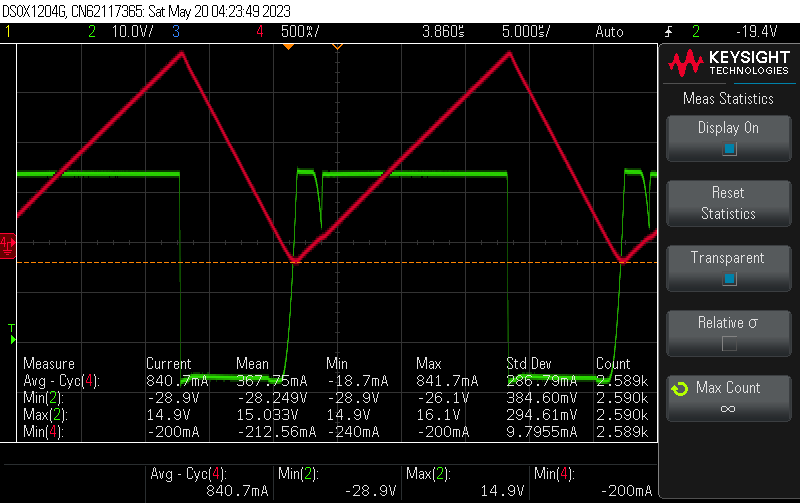 DSOX1204G, CN62117365: Sat May 20 04:23:49 2023
1 2 10.0V/ 3 4 500℁/ 3.860⅌ 5.000⅌/ Auto 2 -19.4V
KEYSIGHT
TECHNOLOGIES
Meas Statistics
Display On
Reset
Statistics
Transparent
Relative σ
Max Count
∞
4
T
Measure Current Mean Min Max Std Dev Count
Avg - Cyc(4): 840.7mA 367.75mA -18.7mA 841.7mA 286.79mA 2.589k
Min(2): -28.9V -28.249V -28.9V -26.1V 384.60mV 2.590k
Max(2): 14.9V 15.033V 14.9V 16.1V 294.61mV 2.590k
Min(4): -200mA -212.56mA -240mA -200mA 9.7955mA 2.589k
Avg - Cyc(4): Min(2): Max(2): Min(4):
840.7mA -28.9V 14.9V -200mA